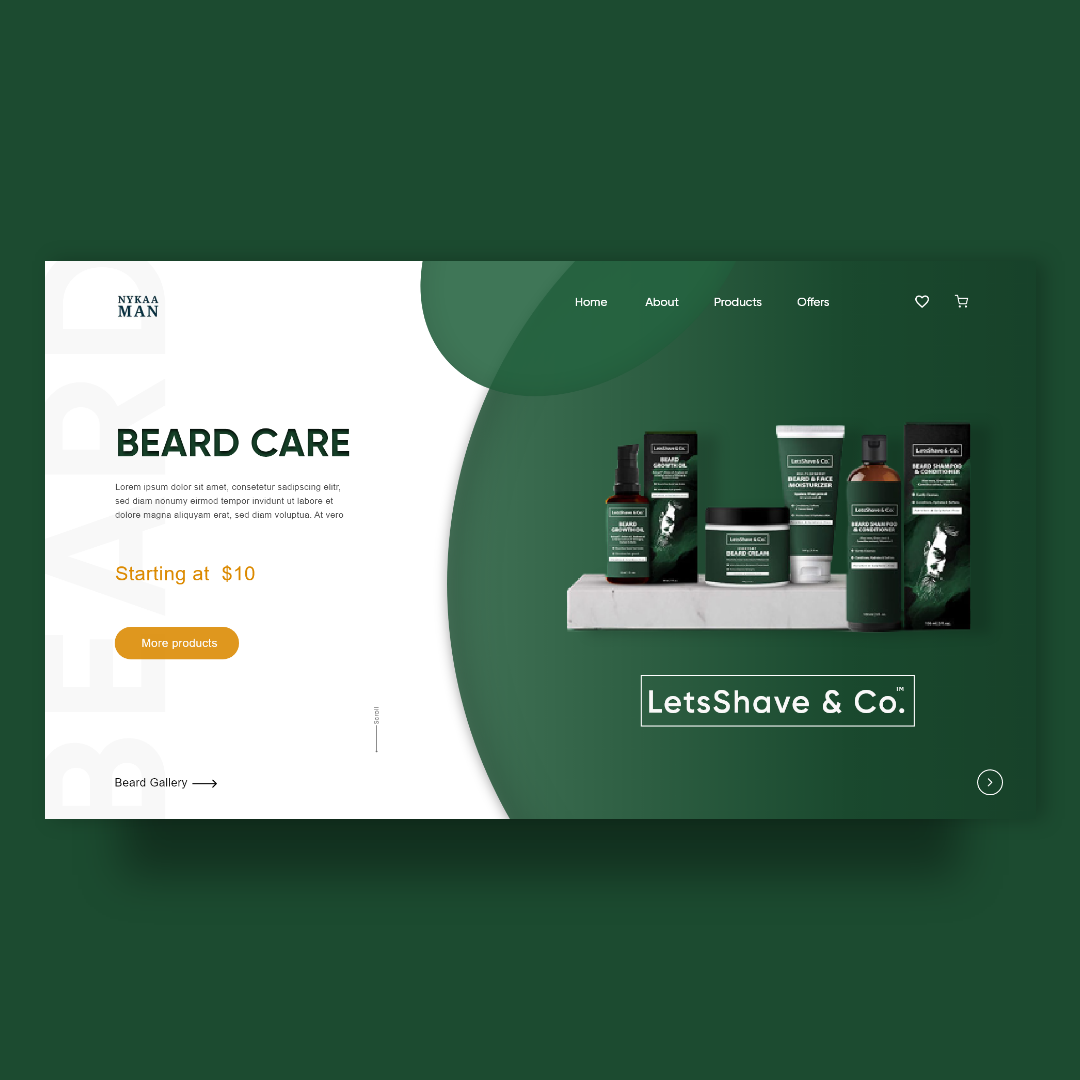 NYKAA
MAN
Home
About
Products
Offers
BEARD
BEARD CARE
Lorem ipsum dolor sit amet, consetetur sadipscing elitr,
sed diam nonumy eirmod tempor invidunt ut labore et
dolore magna aliquyam erat, sed diam voluptua. At vero
Starting at $10
More products
Scroll
Beard Gallery
LetsShave & Co.
BEARD
GROWTH OIL
LetsShave & Co.
BEARD
GROWTH OIL
LetsShave & Co.
BEARD CREAM
LetsShave & Co.
BEARD & FACE
MOISTURIZER
LetsShave & Co.
BEARD SHAMPOO
& CONDITIONER
LetsShave & Co.
BEARD SHAMPOO
& CONDITIONER
LetsShave & Co.™